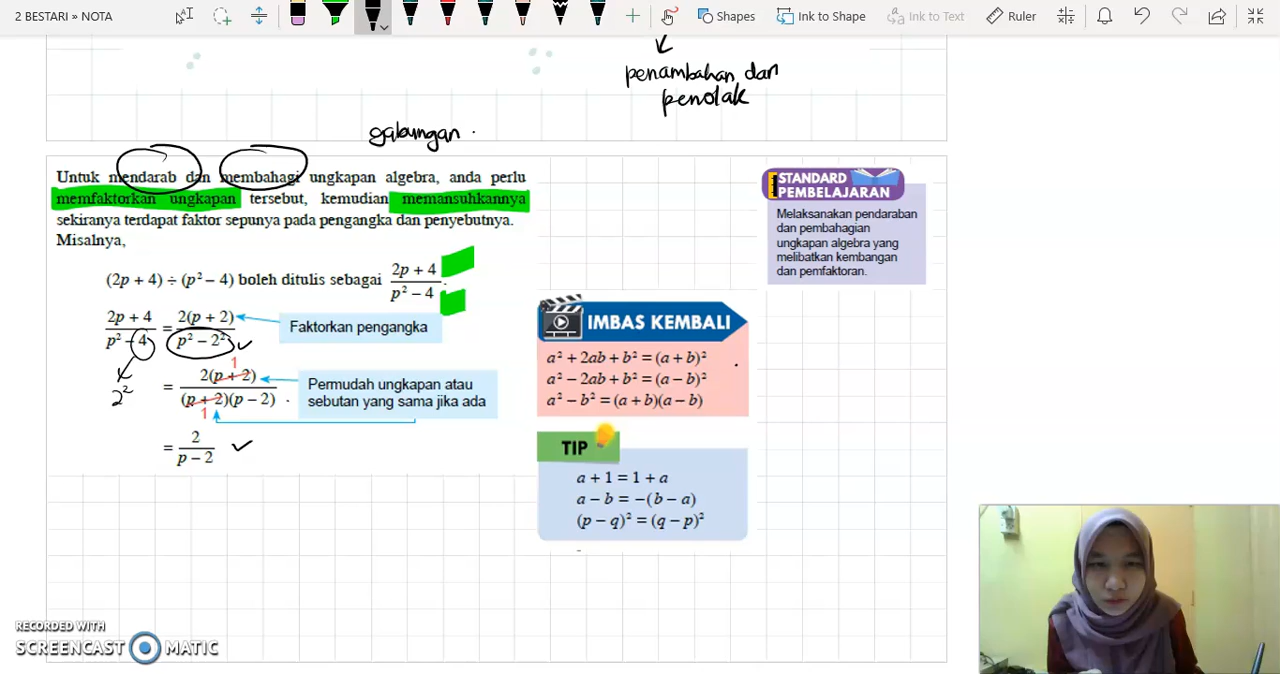 2 BESTARI » NOTA
Shapes
Ink to Shape
Ink to Text
Ruler
penambahan dan
penolak
gabungan
Untuk mendarab dan membahagi ungkapan algebra, anda perlu
memfaktorkan ungkapan tersebut, kemudian memansuhkannya
sekiranya terdapat faktor sepunya pada pengangka dan penyebutnya.
Misalnya,
(2p + 4) ÷ (p² – 4) boleh ditulis sebagai (2p + 4)/(p² – 4).
(2p + 4)/(p² – 4) = 2(p + 2)/(p² – 2²)
Faktorkan pengangka
2²
= 2(p + 2)/((p + 2)(p – 2))
1
1
Permudah ungkapan atau
sebutan yang sama jika ada
= 2/(p – 2)
IMBAS KEMBALI
a² + 2ab + b² = (a + b)²
a² – 2ab + b² = (a – b)²
a² – b² = (a + b)(a – b)
TIP
a + 1 = 1 + a
a – b = –(b – a)
(p – q)² = (q – p)²
STANDARD
PEMBELAJARAN
Melaksanakan pendaraban
dan pembahagian
ungkapan algebra yang
melibatkan kembangan
dan pemfaktoran.
RECORDED WITH
SCREENCAST MATIC